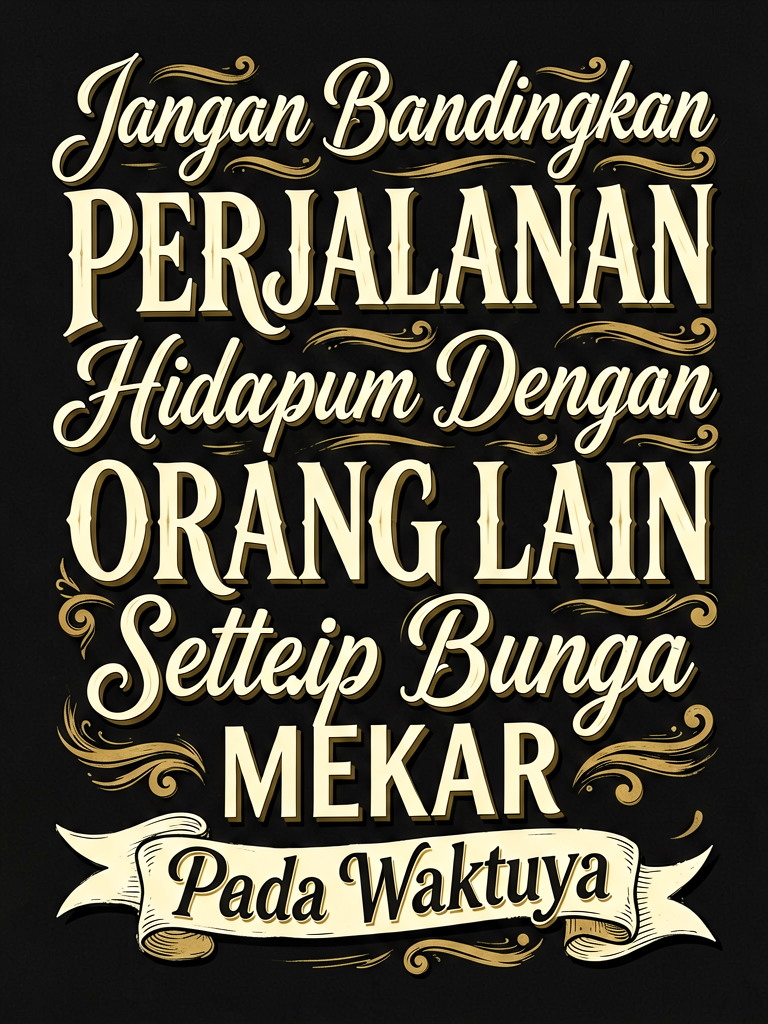 Jangan Bandingkan
PERJALANAN
Hidapum Dengan
ORANG LAIN
Setteip Bunga
MEKAR
Pada Waktuya